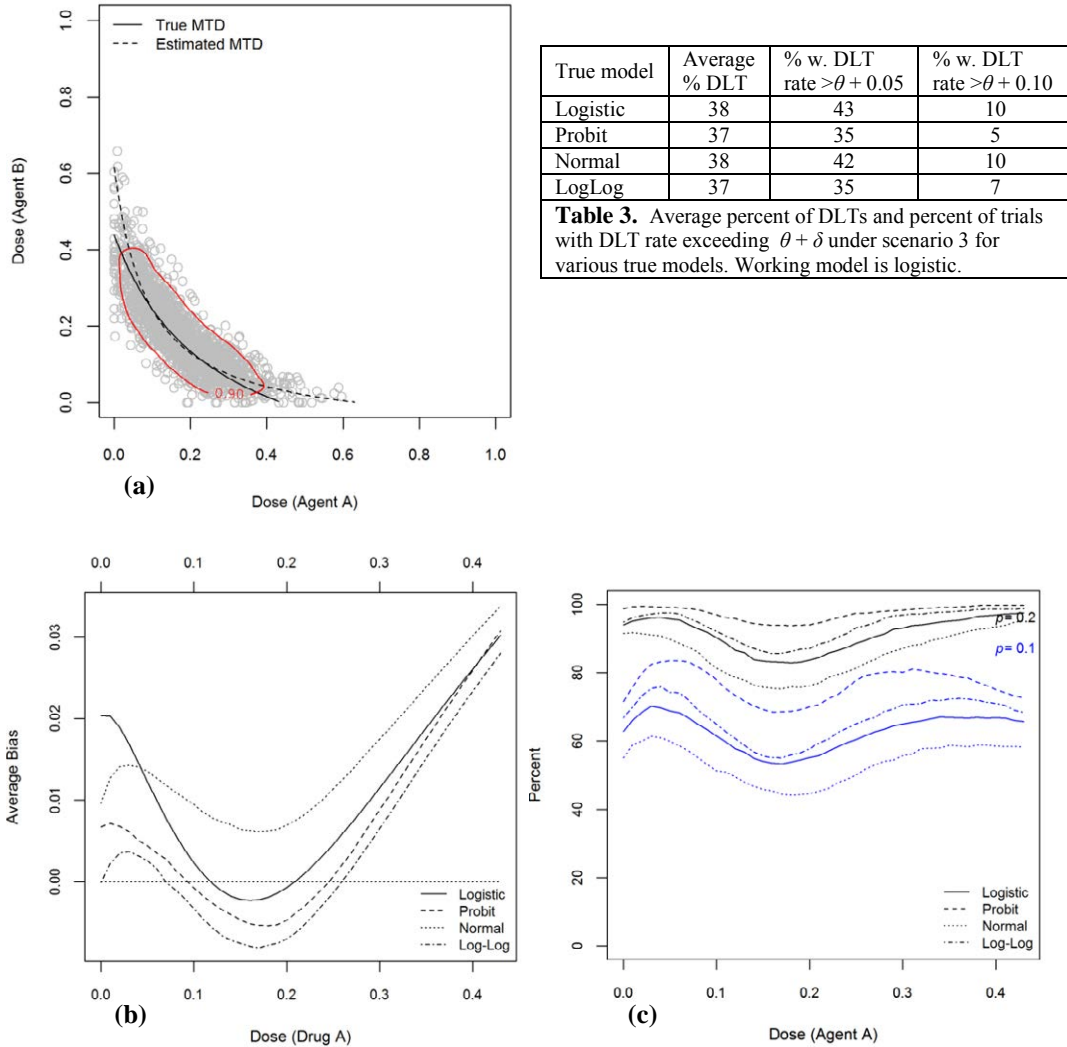 True MTD
Estimated MTD
1.0
0.8
0.6
0.4
0.2
0.0
Dose (Agent B)
0.90
0.0 0.2 0.4 0.6 0.8 1.0
(a)
Dose (Agent A)
True model Average % DLT % w. DLT rate >θ + 0.05 % w. DLT rate >θ + 0.10
Logistic 38 43 10
Probit 37 35 5
Normal 38 42 10
LogLog 37 35 7
Table 3. Average percent of DLTs and percent of trials
with DLT rate exceeding θ + δ under scenario 3 for
various true models. Working model is logistic.
0.0 0.1 0.2 0.3 0.4
0.03
0.02
0.01
0.00
Average Bias
Logistic
Probit
Normal
Log-Log
0.0 0.1 0.2 0.3 0.4
(b)
Dose (Drug A)
100
80
60
40
20
0
Percent
p= 0.2
p= 0.1
Logistic
Probit
Normal
Log-Log
0.0 0.1 0.2 0.3 0.4
(c)
Dose (Agent A)